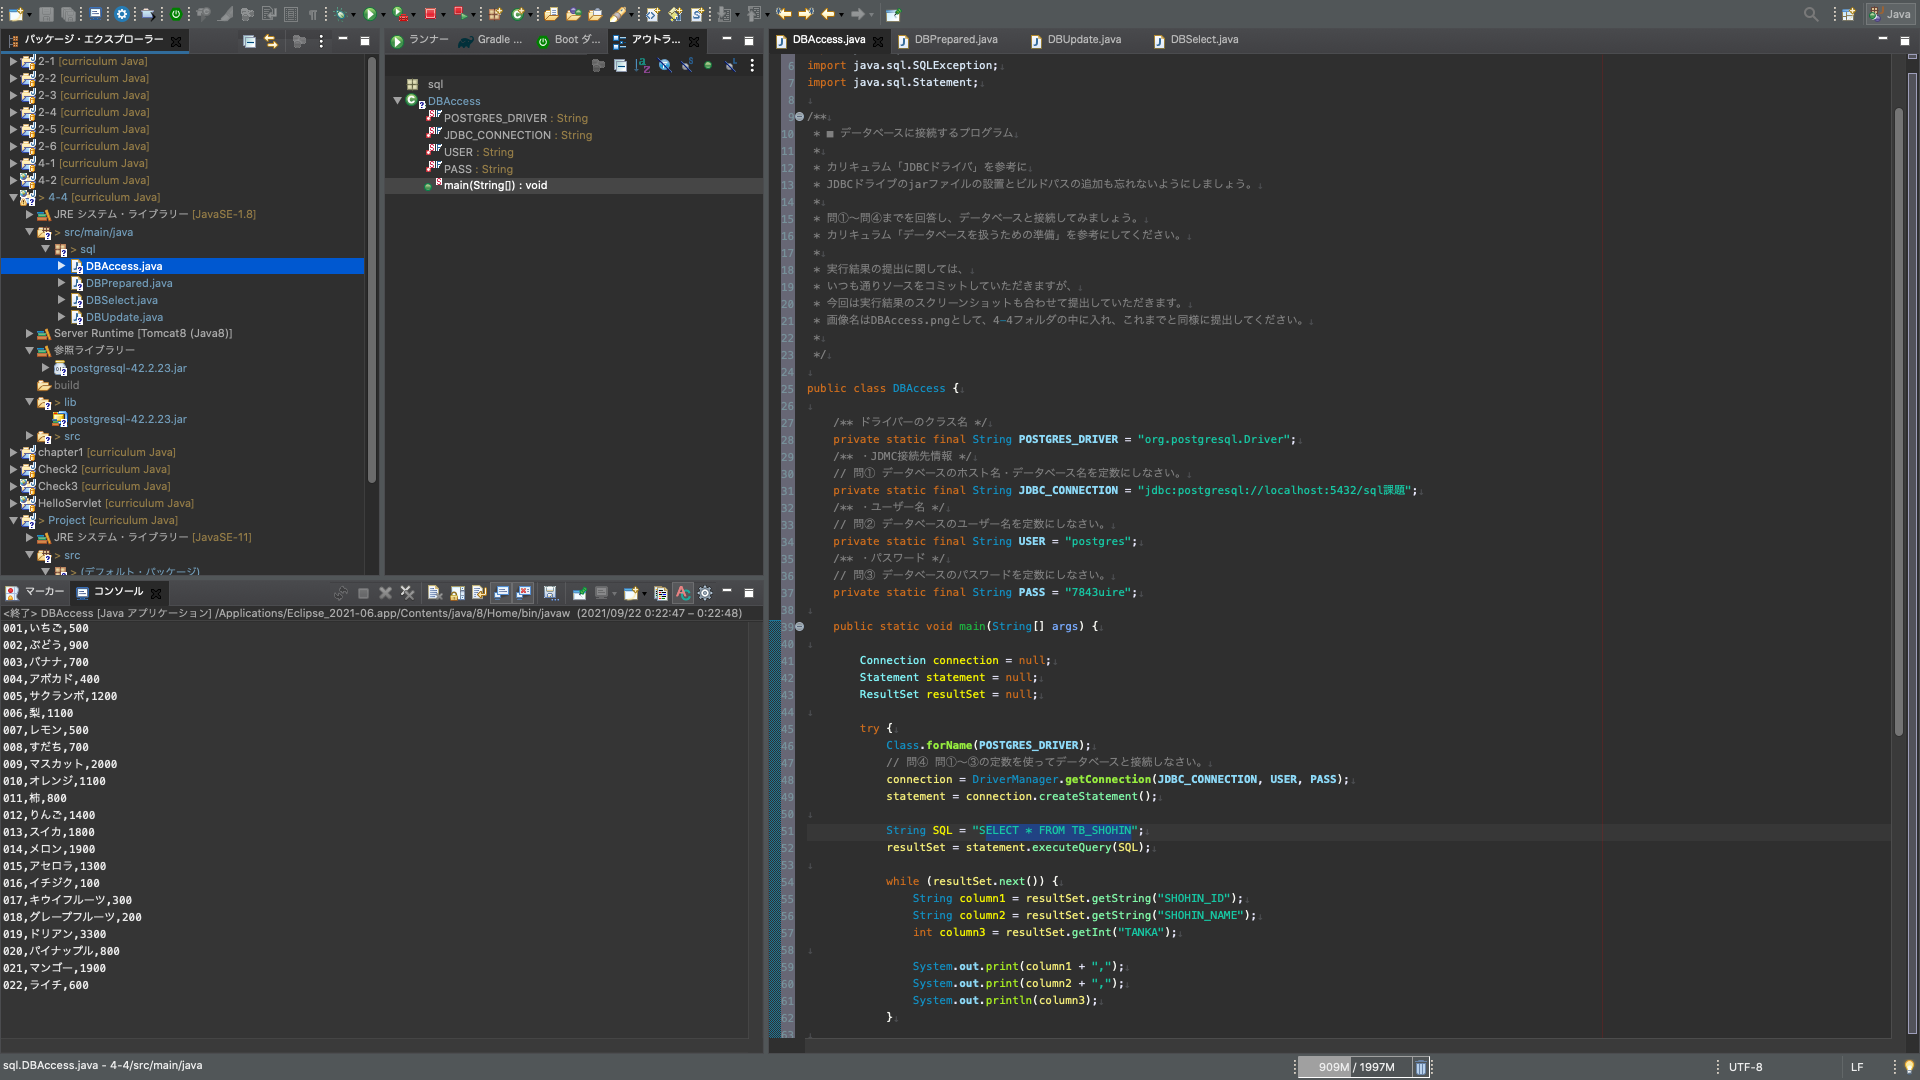 Java
パッケージ・エクスプローラー
2-1 [curriculum Java]
2-2 [curriculum Java]
2-3 [curriculum Java]
2-4 [curriculum Java]
2-5 [curriculum Java]
2-6 [curriculum Java]
4-1 [curriculum Java]
4-2 [curriculum Java]
> 4-4 [curriculum Java]
JRE システム・ライブラリー [JavaSE-1.8]
> src/main/java
> sql
DBAccess.java
DBPrepared.java
DBSelect.java
DBUpdate.java
Server Runtime [Tomcat8 (Java8)]
参照ライブラリー
postgresql-42.2.23.jar
build
> lib
postgresql-42.2.23.jar
> src
chapter1 [curriculum Java]
Check2 [curriculum Java]
Check3 [curriculum Java]
HelloServlet [curriculum Java]
> Project [curriculum Java]
JRE システム・ライブラリー [JavaSE-11]
> src
> (デフォルト・パッケージ)
ランナー Gradle ... Boot ダ... アウトラ...
sql
DBAccess
POSTGRES_DRIVER : String
JDBC_CONNECTION : String
USER : String
PASS : String
main(String[]) : void
マーカー コンソール
<終了> DBAccess [Java アプリケーション] /Applications/Eclipse_2021-06.app/Contents/java/8/Home/bin/javaw (2021/09/22 0:22:47 – 0:22:48)
001,いちご,500
002,ぶどう,900
003,バナナ,700
004,アボカド,400
005,サクランボ,1200
006,梨,1100
007,レモン,500
008,すだち,700
009,マスカット,2000
010,オレンジ,1100
011,柿,800
012,りんご,1400
013,スイカ,1800
014,メロン,1900
015,アセロラ,1300
016,イチジク,100
017,キウイフルーツ,300
018,グレープフルーツ,200
019,ドリアン,3300
020,パイナップル,800
021,マンゴー,1900
022,ライチ,600
DBAccess.java DBPrepared.java DBUpdate.java DBSelect.java
6 import java.sql.SQLException;
7 import java.sql.Statement;
8
9 /**
10 * ■ データベースに接続するプログラム
11 *
12 * カリキュラム「JDBCドライバ」を参考に
13 * JDBCドライブのjarファイルの設置とビルドパスの追加も忘れないようにしましょう。
14 *
15 * 問①〜問④までを回答し、データベースと接続してみましょう。
16 * カリキュラム「データベースを扱うための準備」を参考にしてください。
17 *
18 * 実行結果の提出に関しては、
19 * いつも通りソースをコミットしていただきますが、
20 * 今回は実行結果のスクリーンショットも合わせて提出していただきます。
21 * 画像名はDBAccess.pngとして、4-4フォルダの中に入れ、これまでと同様に提出してください。
22 *
23 */
24
25 public class DBAccess {
26
27 /** ドライバーのクラス名 */
28 private static final String POSTGRES_DRIVER = "org.postgresql.Driver";
29 /** ・JDMC接続先情報 */
30 // 問① データベースのホスト名・データベース名を定数にしなさい。
31 private static final String JDBC_CONNECTION = "jdbc:postgresql://localhost:5432/sql課題";
32 /** ・ユーザー名 */
33 // 問② データベースのユーザー名を定数にしなさい。
34 private static final String USER = "postgres";
35 /** ・パスワード */
36 // 問③ データベースのパスワードを定数にしなさい。
37 private static final String PASS = "7843uire";
38
39 public static void main(String[] args) {
40
41 Connection connection = null;
42 Statement statement = null;
43 ResultSet resultSet = null;
44
45 try {
46 Class.forName(POSTGRES_DRIVER);
47 // 問④ 問①〜③の定数を使ってデータベースと接続しなさい。
48 connection = DriverManager.getConnection(JDBC_CONNECTION, USER, PASS);
49 statement = connection.createStatement();
50
51 String SQL = "SELECT * FROM TB_SHOHIN";
52 resultSet = statement.executeQuery(SQL);
53
54 while (resultSet.next()) {
55 String column1 = resultSet.getString("SHOHIN_ID");
56 String column2 = resultSet.getString("SHOHIN_NAME");
57 int column3 = resultSet.getInt("TANKA");
58
59 System.out.print(column1 + ",");
60 System.out.print(column2 + ",");
61 System.out.println(column3);
62 }
63
sql.DBAccess.java - 4-4/src/main/java
909M / 1997M
UTF-8
LF